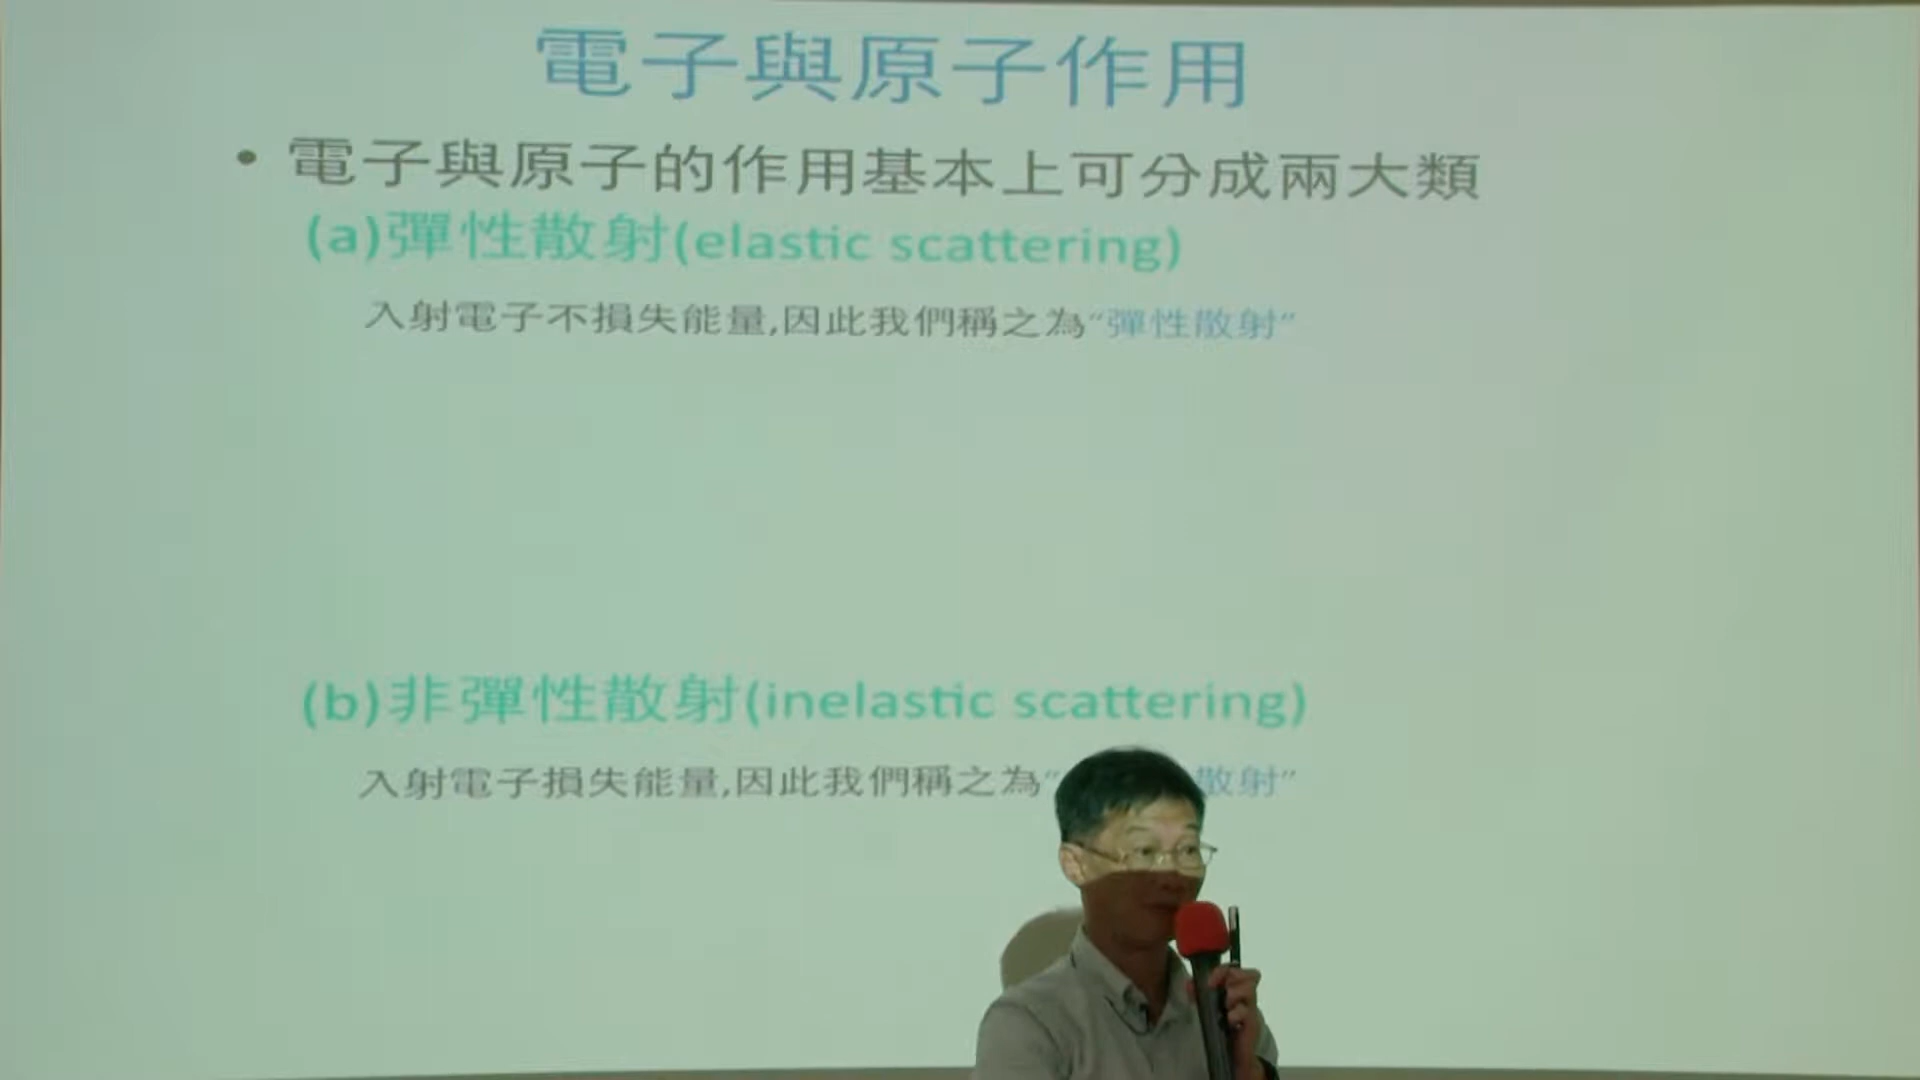 電子與原子作用
• 電子與原子的作用基本上可分成兩大類
(a)彈性散射(elastic scattering)
入射電子不損失能量,因此我們稱之為“彈性散射”
(b)非彈性散射(inelastic scattering)
入射電子損失能量,因此我們稱之為“散射”